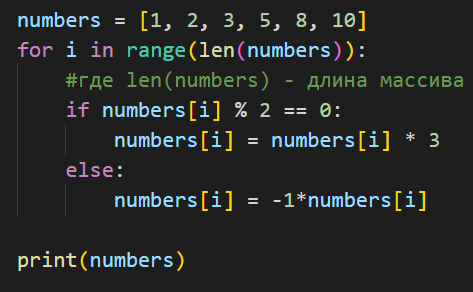 numbers = [1, 2, 3, 5, 8, 10]
for i in range(len(numbers)):
    #где len(numbers) - длина массива
    if numbers[i] % 2 == 0:
        numbers[i] = numbers[i] * 3
    else:
        numbers[i] = -1*numbers[i]

print(numbers)